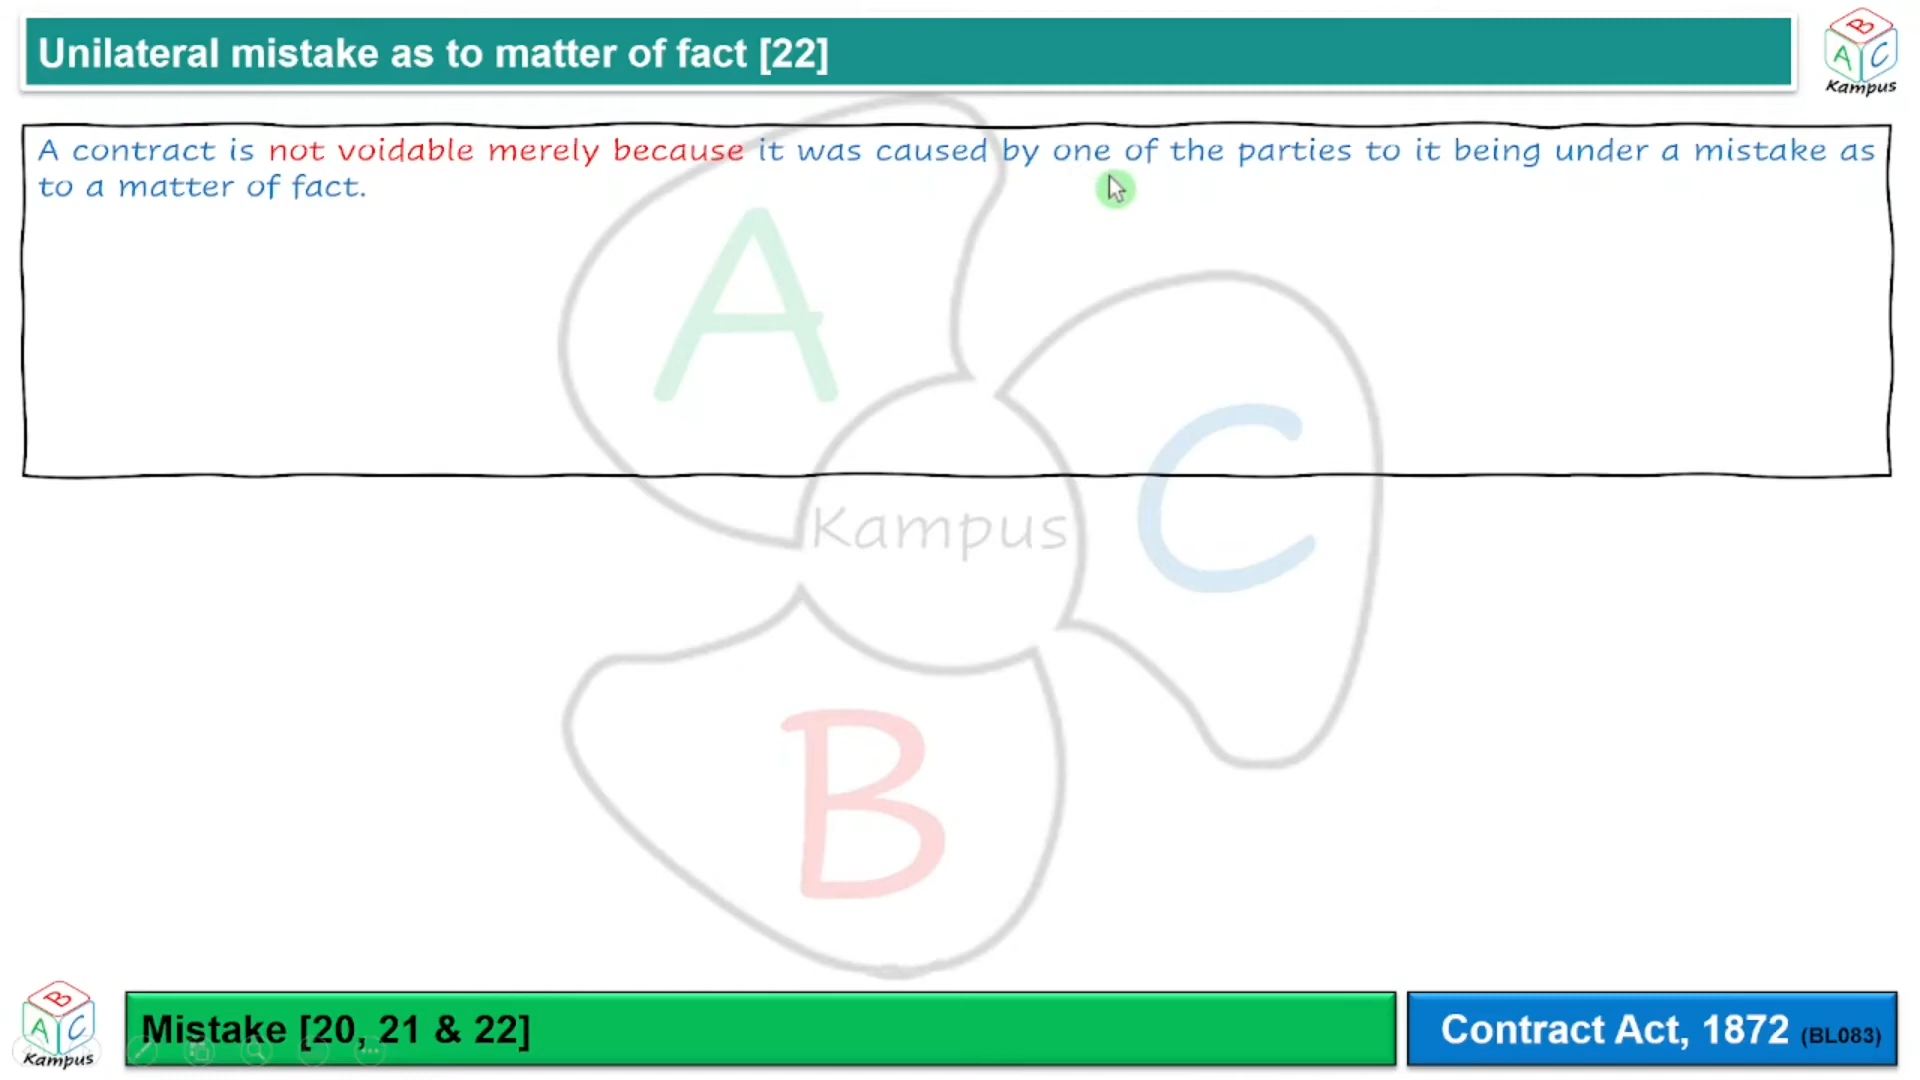 Unilateral mistake as to matter of fact [22]
B
A C
Kampus
A contract is not voidable merely because it was caused by one of the parties to it being under a mistake as
to a matter of fact.
A
C
Kampus
B
B
A C
Kampus
Mistake [20, 21 & 22]
Contract Act, 1872 (BL083)